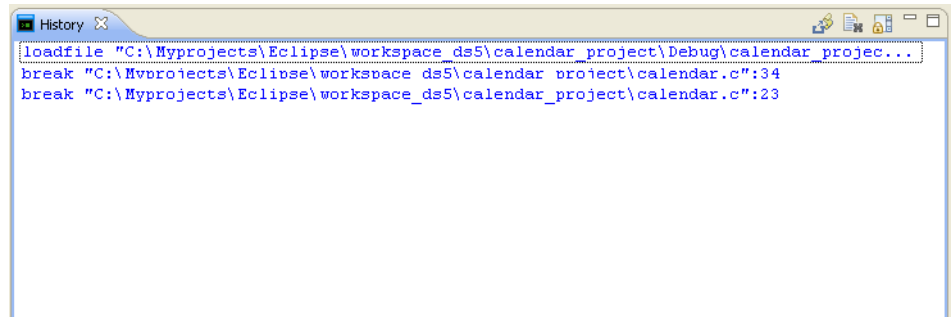 History
loadfile "C:\Myprojects\Eclipse\workspace_ds5\calendar_project\Debug\calendar_projec...
break "C:\Myprojects\Eclipse\workspace_ds5\calendar_project\calendar.c":34
break "C:\Myprojects\Eclipse\workspace_ds5\calendar_project\calendar.c":23